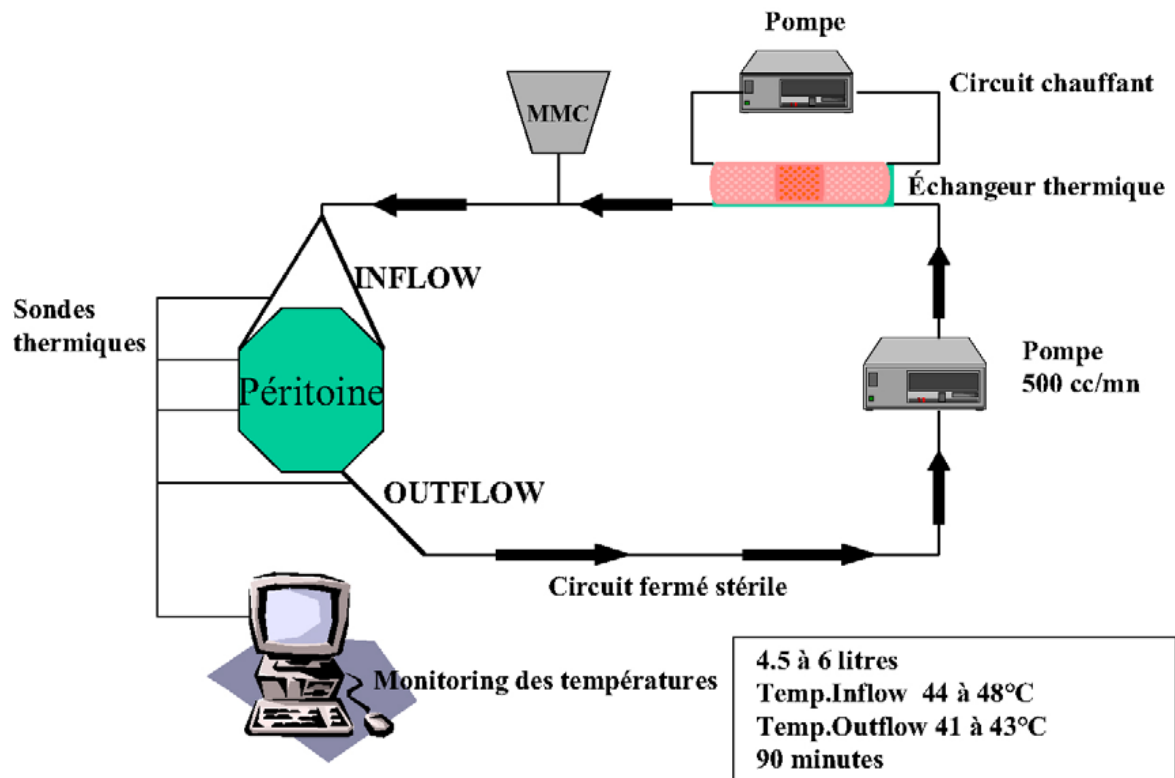 Pompe
Circuit chauffant
MMC
Échangeur thermique
INFLOW
Sondes
thermiques
Péritoine
Pompe
500 cc/mn
OUTFLOW
Circuit fermé stérile
Monitoring des températures
4.5 à 6 litres
Temp.Inflow 44 à 48°C
Temp.Outflow 41 à 43°C
90 minutes